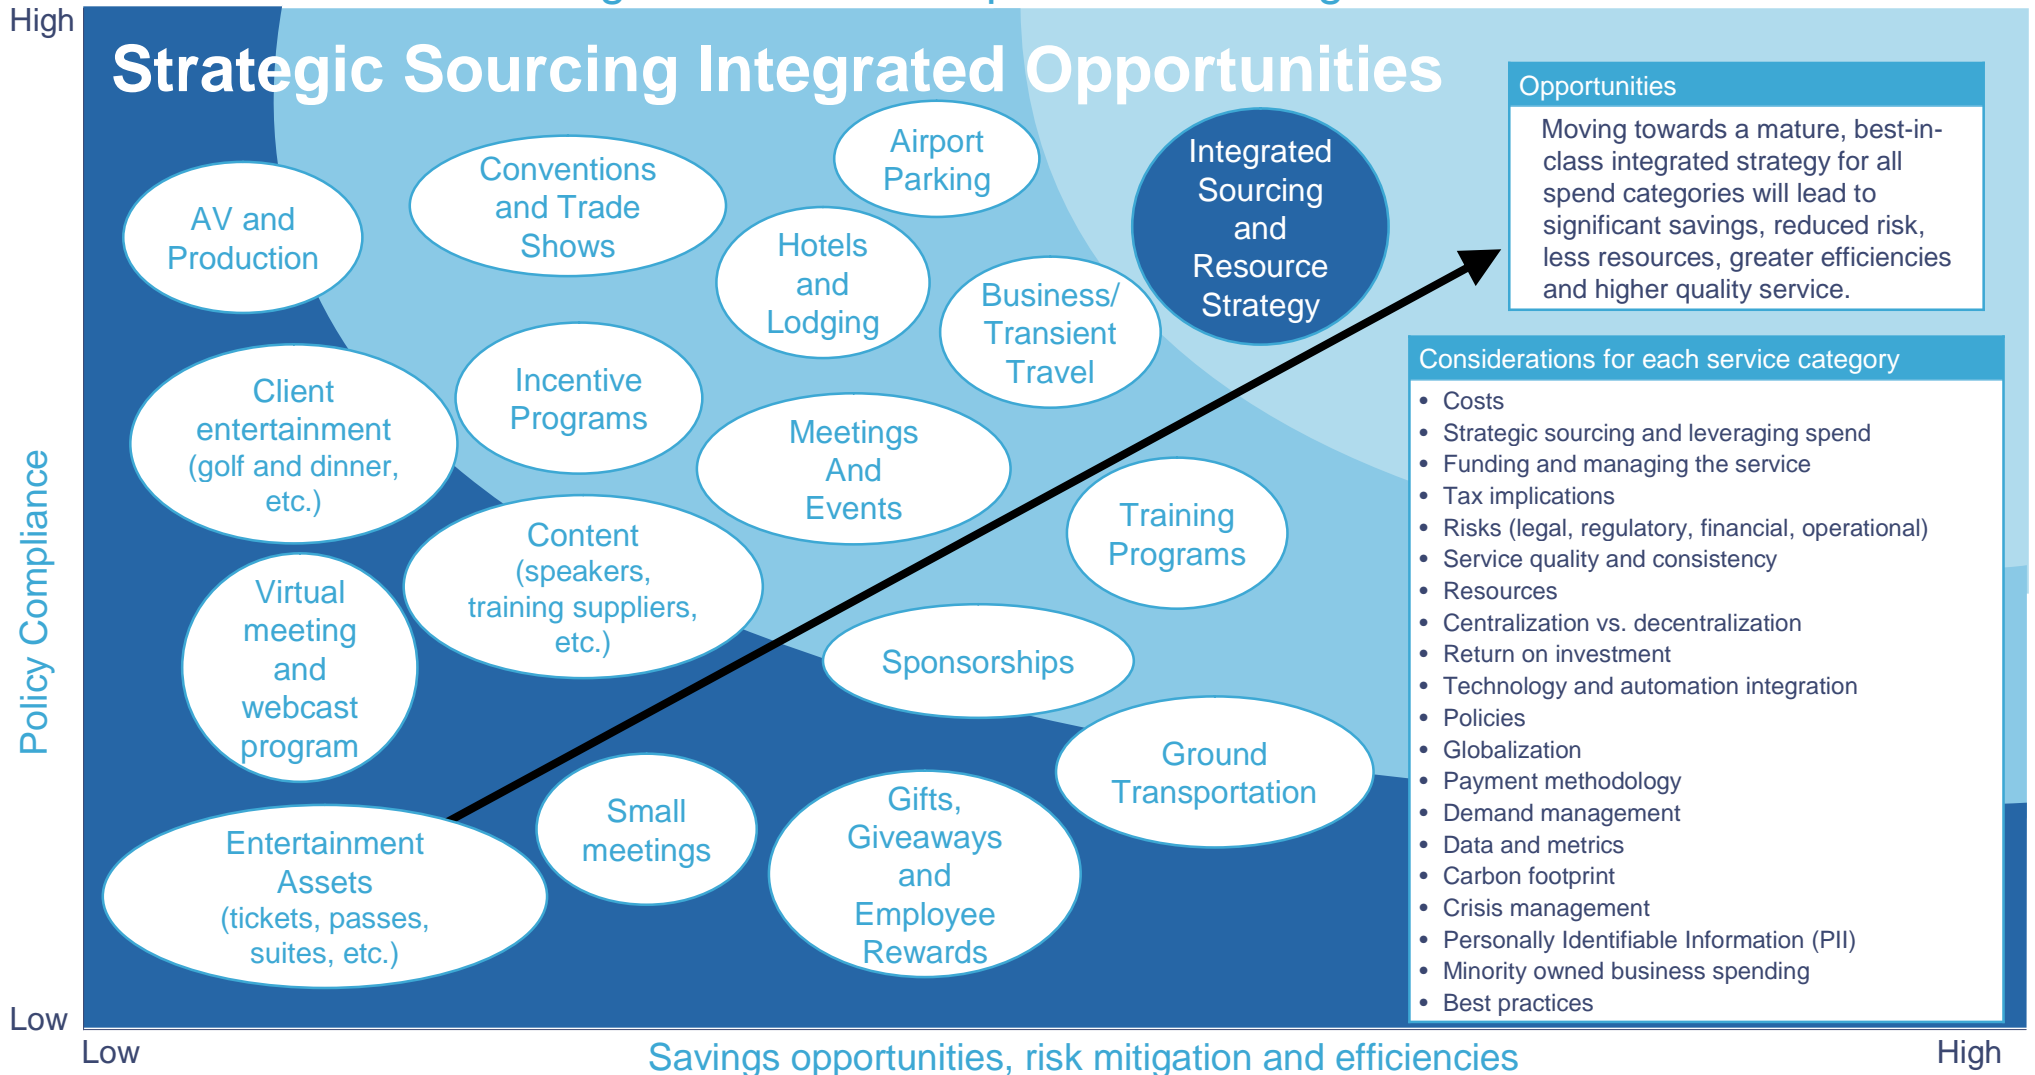 High
Strategic Sourcing Integrated Opportunities
Opportunities
Moving towards a mature, best-in-
class integrated strategy for all
spend categories will lead to
significant savings, reduced risk,
less resources, greater efficiencies
and higher quality service.
Airport
Parking
Integrated
Sourcing
and
Resource
Strategy
Conventions
and Trade
Shows
AV and
Production
Hotels
and
Lodging
Business/
Transient
Travel
Client
entertainment
(golf and dinner,
etc.)
Incentive
Programs
Meetings
And
Events
Training
Programs
Content
(speakers,
training suppliers,
etc.)
Virtual
meeting
and
webcast
program
Sponsorships
Ground
Transportation
Small
meetings
Gifts,
Giveaways
and
Employee
Rewards
Entertainment
Assets
(tickets, passes,
suites, etc.)
Considerations for each service category
• Costs
• Strategic sourcing and leveraging spend
• Funding and managing the service
• Tax implications
• Risks (legal, regulatory, financial, operational)
• Service quality and consistency
• Resources
• Centralization vs. decentralization
• Return on investment
• Technology and automation integration
• Policies
• Globalization
• Payment methodology
• Demand management
• Data and metrics
• Carbon footprint
• Crisis management
• Personally Identifiable Information (PII)
• Minority owned business spending
• Best practices
Policy Compliance
Low
Low
Savings opportunities, risk mitigation and efficiencies
High